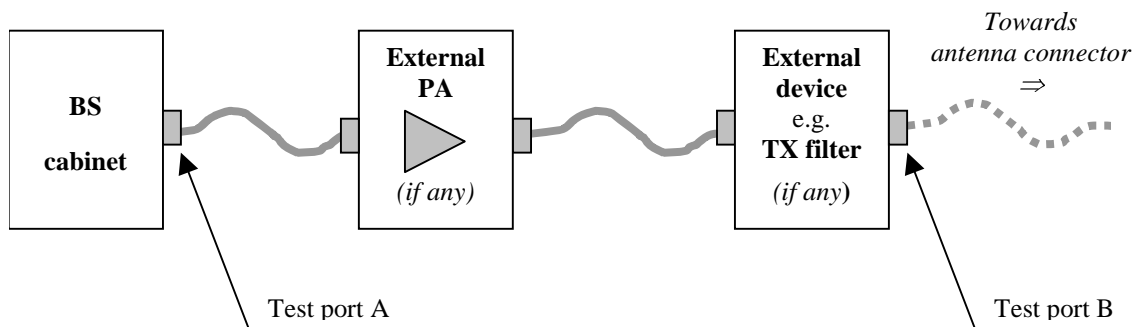 BS
cabinet
External
PA
(if any)
External
device
e.g.
TX filter
(if any)
Towards
antenna connector
⇒
Test port A
Test port B